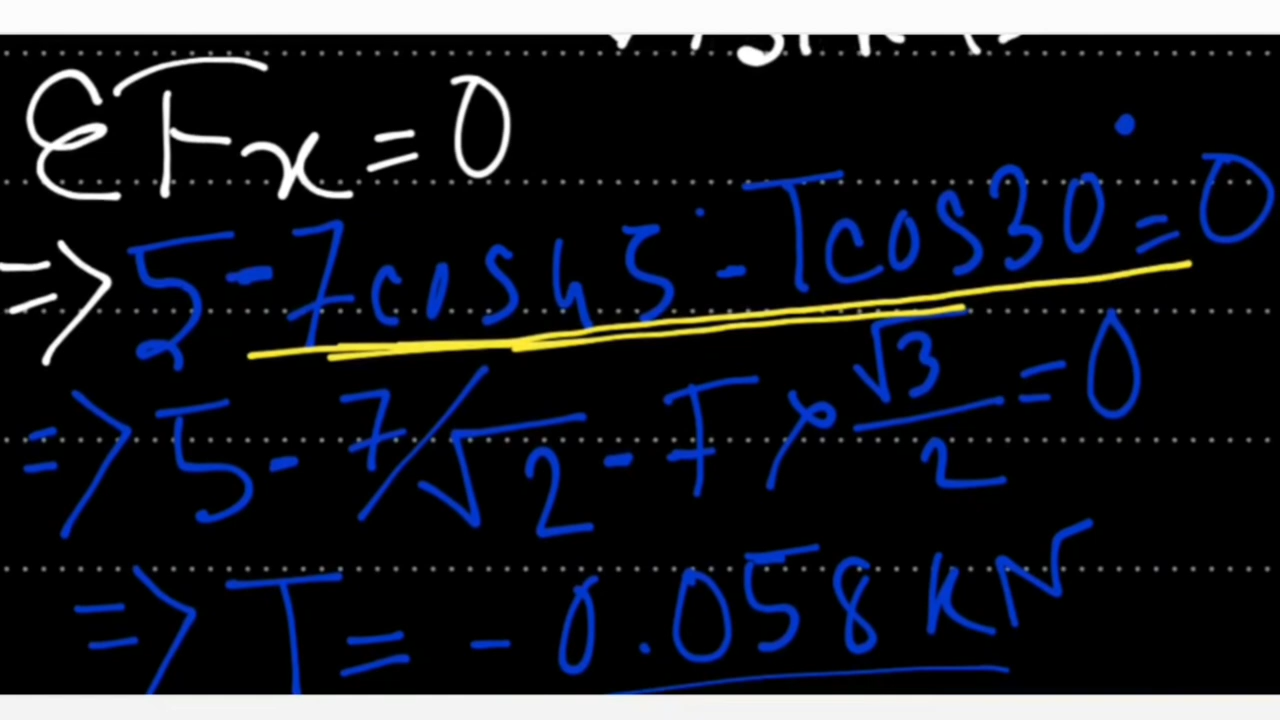 ΣFx = 0
=> 5 - 7cos45° - Tcos30° = 0
=> 5 - 7/√2 - T × √3/2 = 0
=> T = - 0.058 KN